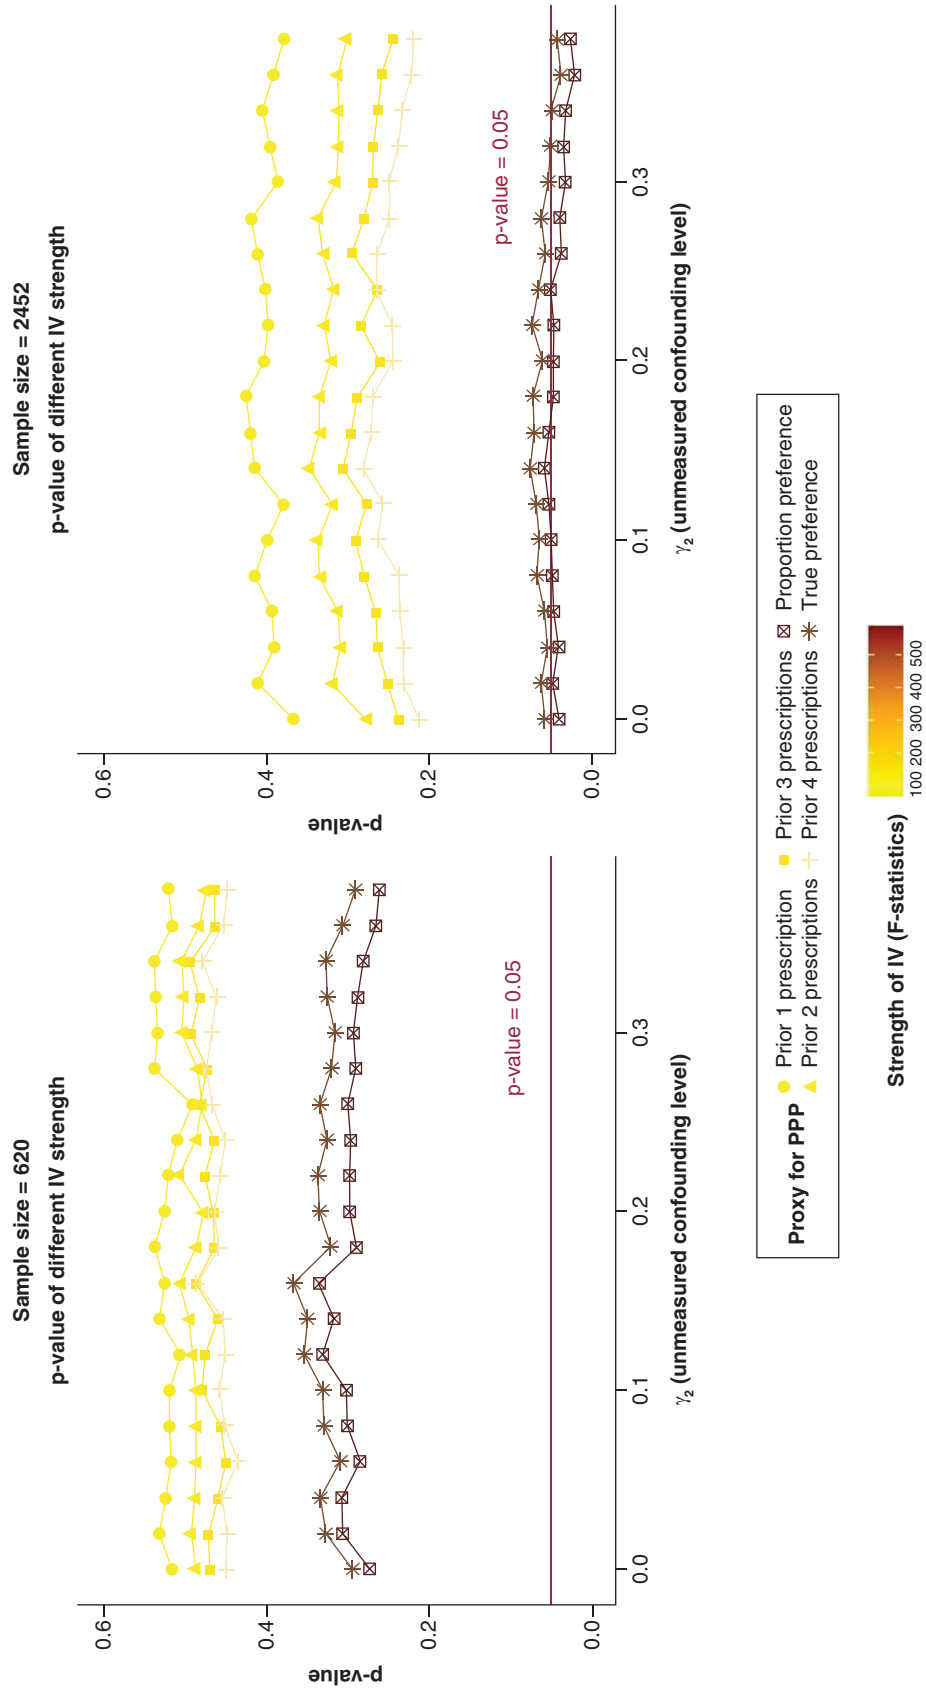 Sample size = 620
p-value of different IV strength
p-value
0.6
0.4
0.2
0.0
p-value = 0.05
0.0 0.1 0.2 0.3
γ2 (unmeasured confounding level)
Sample size = 2452
p-value of different IV strength
p-value
0.6
0.4
0.2
0.0
p-value = 0.05
0.0 0.1 0.2 0.3
γ2 (unmeasured confounding level)
Proxy for PPP
Prior 1 prescription Prior 3 prescriptions Proportion preference
Prior 2 prescriptions Prior 4 prescriptions True preference
Strength of IV (F-statistics)
100 200 300 400 500